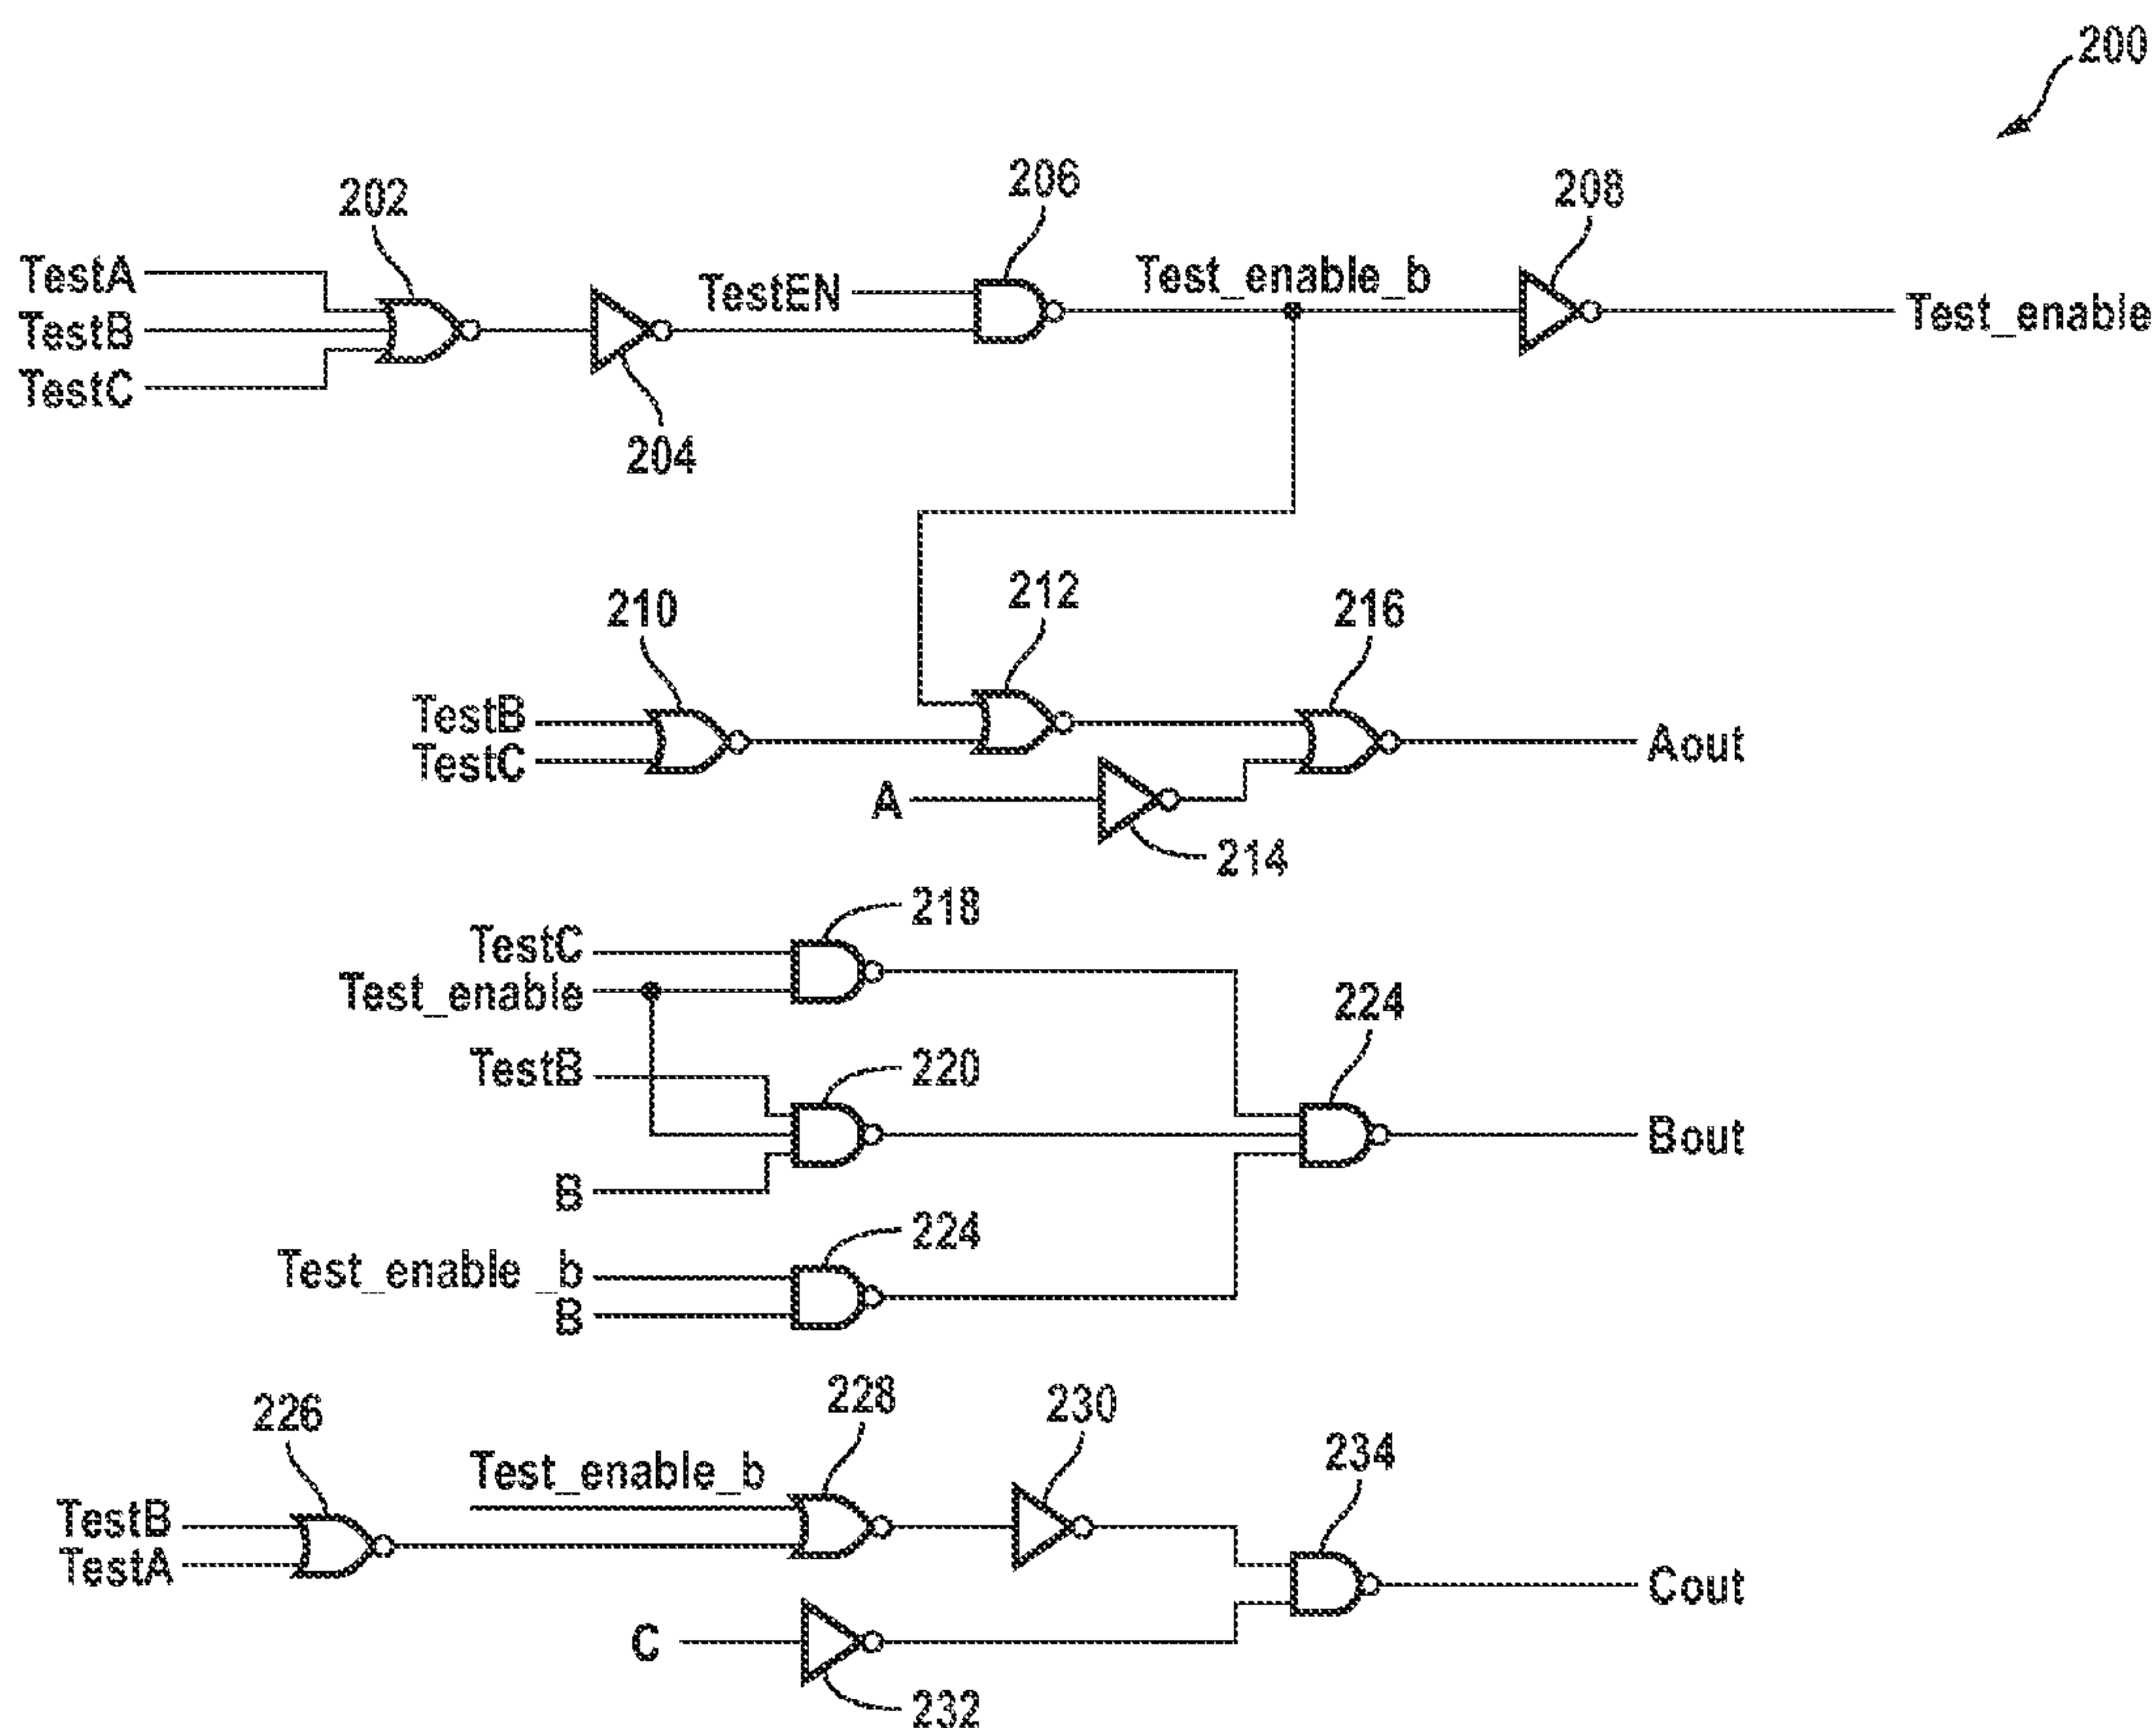 200
206
208
202
TestA
TestEN
Test_enable_b
TestB
Test_enable
TestC
204
212
210
216
TestB
TestC
Aout
A
214
218
TestC
Test_enable
224
TestB
220
Bout
B
224
Test_enable _b
B
228
230
226
234
Test_enable_b
TestB
TestA
Cout
C
232